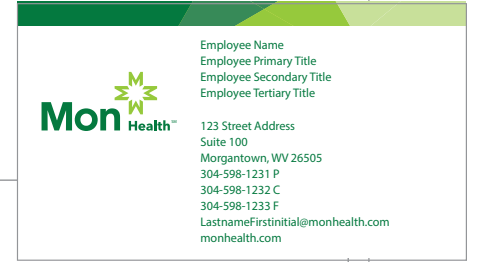 Mon Health℠
Employee Name
Employee Primary Title
Employee Secondary Title
Employee Tertiary Title
123 Street Address
Suite 100
Morgantown, WV 26505
304-598-1231 P
304-598-1232 C
304-598-1233 F
LastnameFirstinitial@monhealth.com
monhealth.com